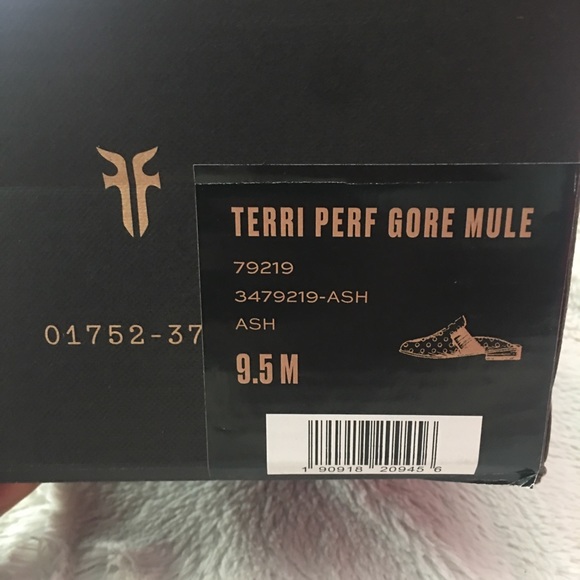 TERRI PERF GORE MULE
79219
3479219-ASH
ASH
01752-37
9.5 M
1 90918 20945 6